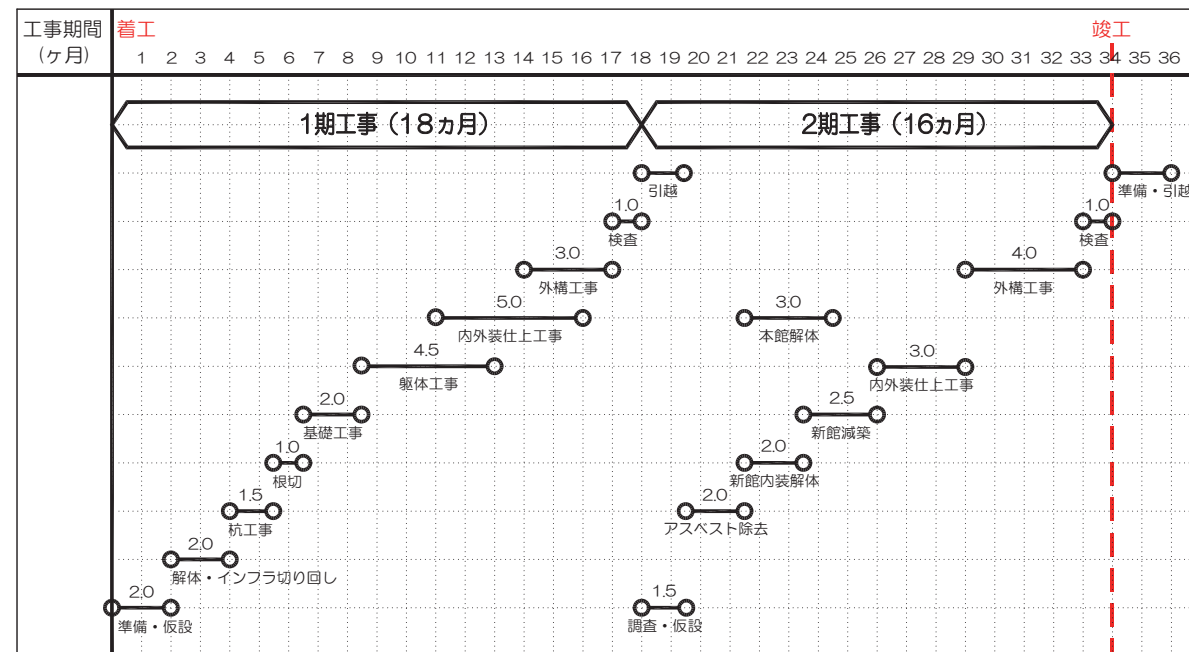 工事期間 着工 竣工
(ヶ月) 1 2 3 4 5 6 7 8 9 10 11 12 13 14 15 16 17 18 19 20 21 22 23 24 25 26 27 28 29 30 31 32 33 34 35 36
1期工事（18ヵ月） 2期工事（16ヵ月）
引越 準備・引越
1.0 1.0
検査 検査
3.0 4.0
外構工事 外構工事
5.0 3.0
内外装仕上工事 本館解体
4.5 3.0
躯体工事 内外装仕上工事
2.0 2.5
基礎工事 新館減築
1.0 2.0
根切 新館内装解体
1.5 2.0
杭工事 アスベスト除去
2.0
解体・インフラ切り回し
2.0 1.5
準備・仮設 調査・仮設